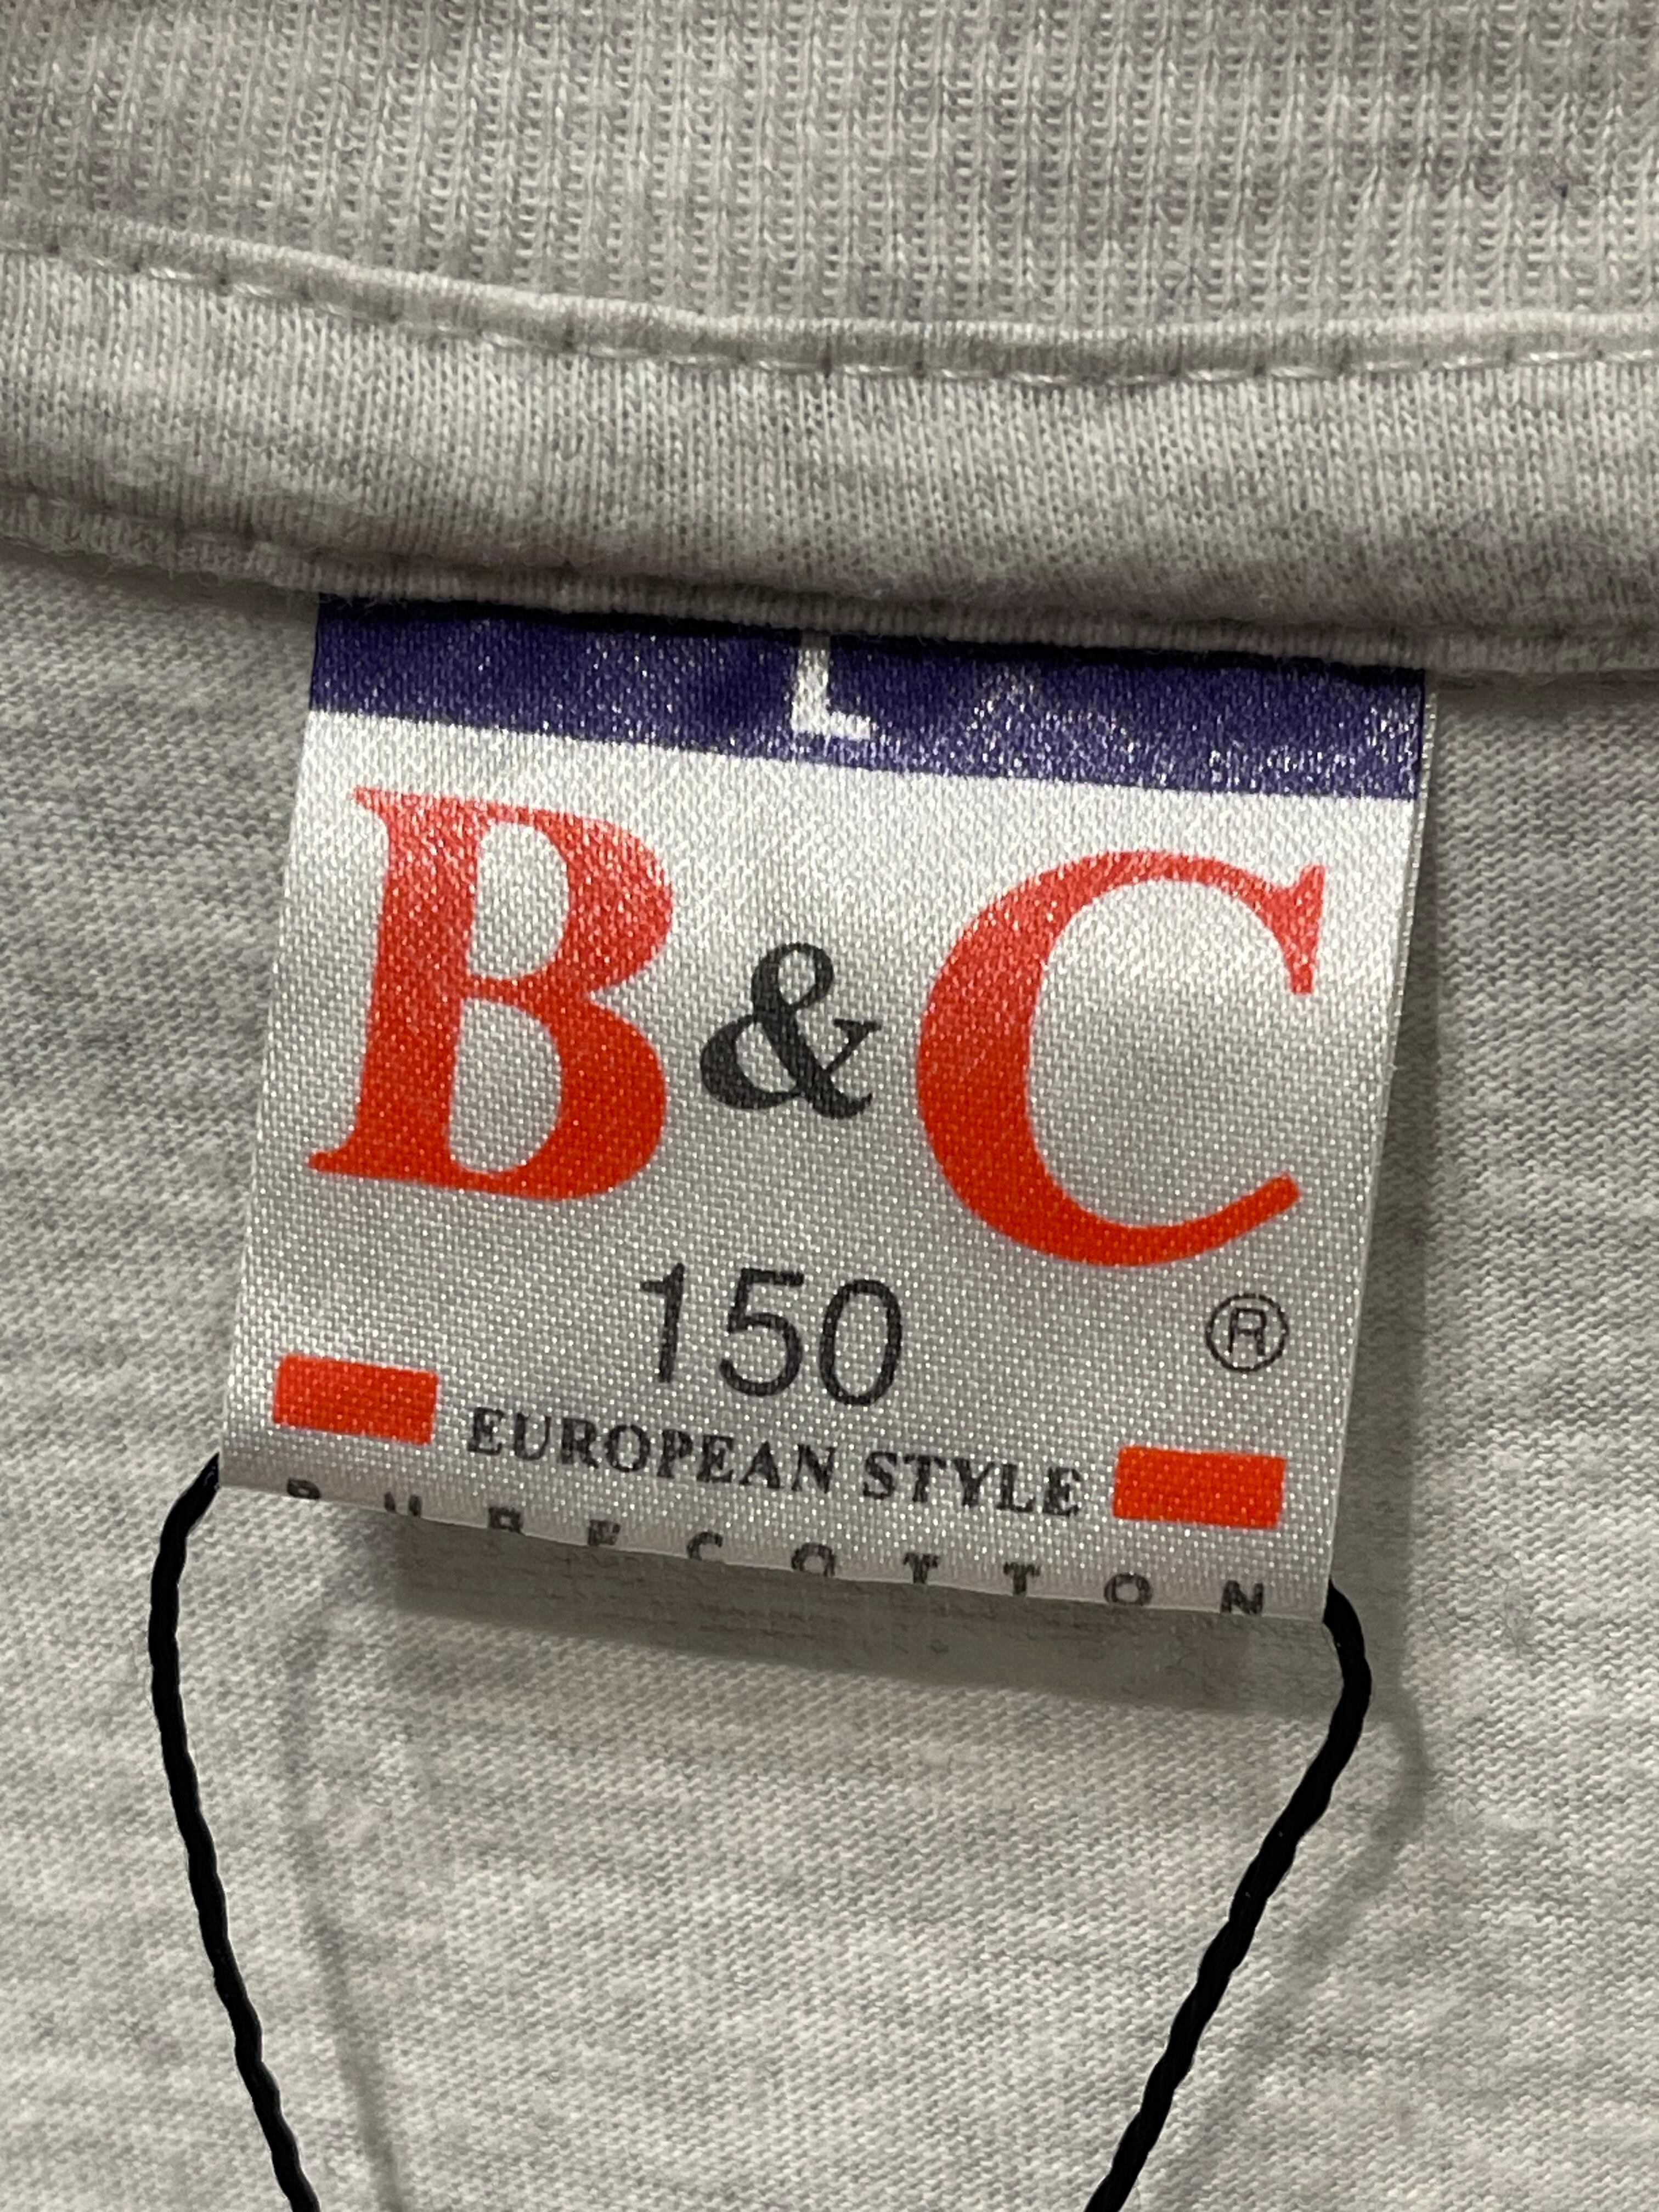 L
B&C
150 ®
EUROPEAN STYLE
PURE COTTON